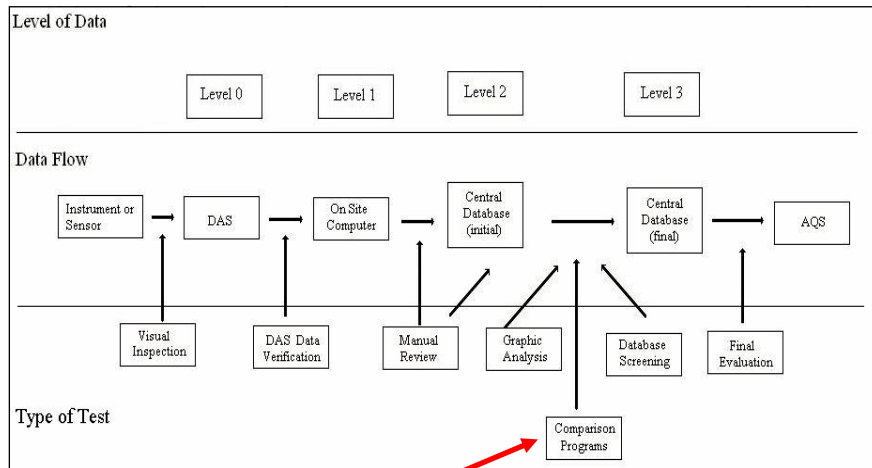 Level of Data
Level 0
Level 1
Level 2
Level 3
Data Flow
Instrument or
Sensor
DAS
On Site
Computer
Central
Database
(initial)
Central
Database
(final)
AQS
Visual
Inspection
DAS Data
Verification
Manual
Review
Graphic
Analysis
Database
Screening
Final
Evaluation
Type of Test
Comparison
Programs